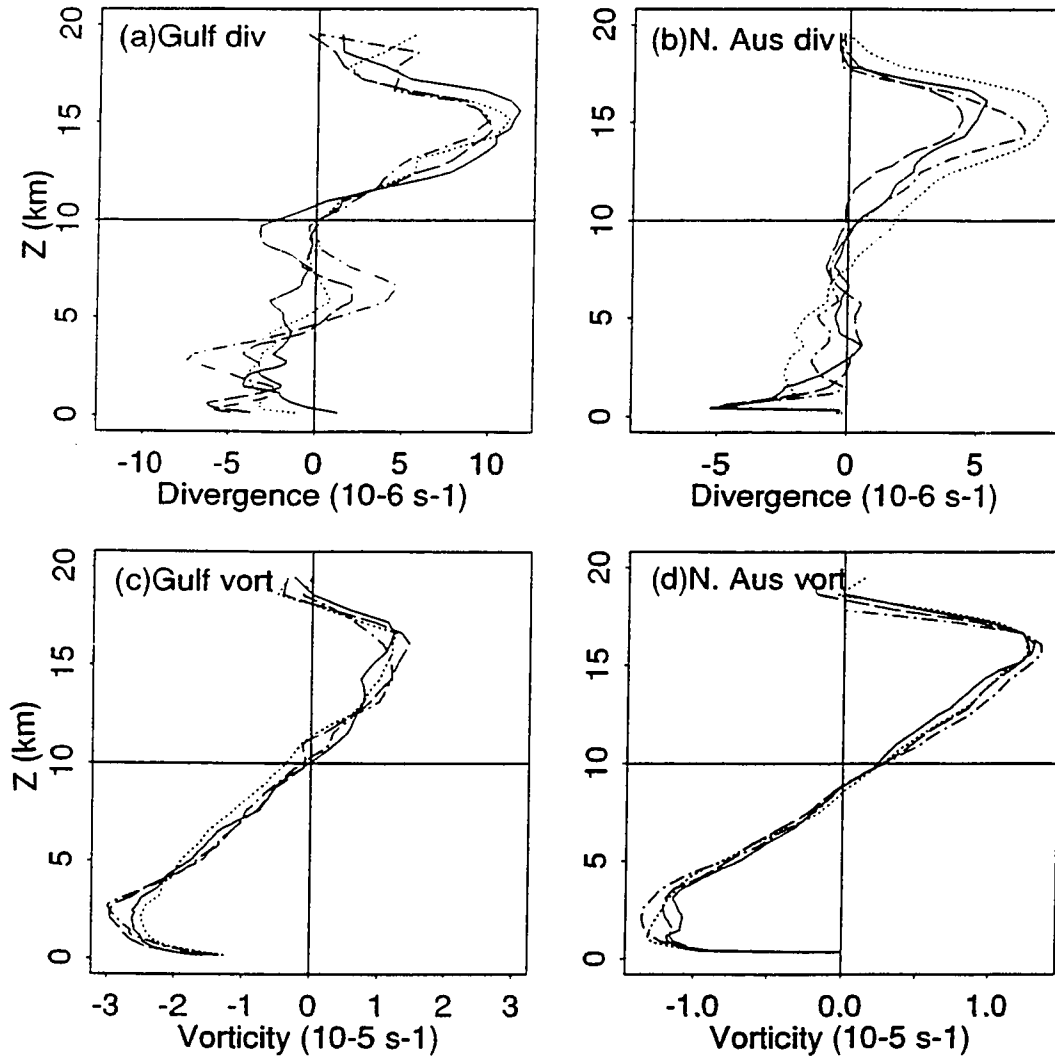 (a)Gulf div
20
15
10
5
0
Z (km)
-10 -5 0 5 10
Divergence (10-6 s-1)
(b)N. Aus div
20
15
10
5
0
-5 0 5
Divergence (10-6 s-1)
(c)Gulf vort
20
15
10
5
0
Z (km)
-3 -2 -1 0 1 2 3
Vorticity (10-5 s-1)
(d)N. Aus vort
20
15
10
5
0
-1.0 0.0 1.0
Vorticity (10-5 s-1)